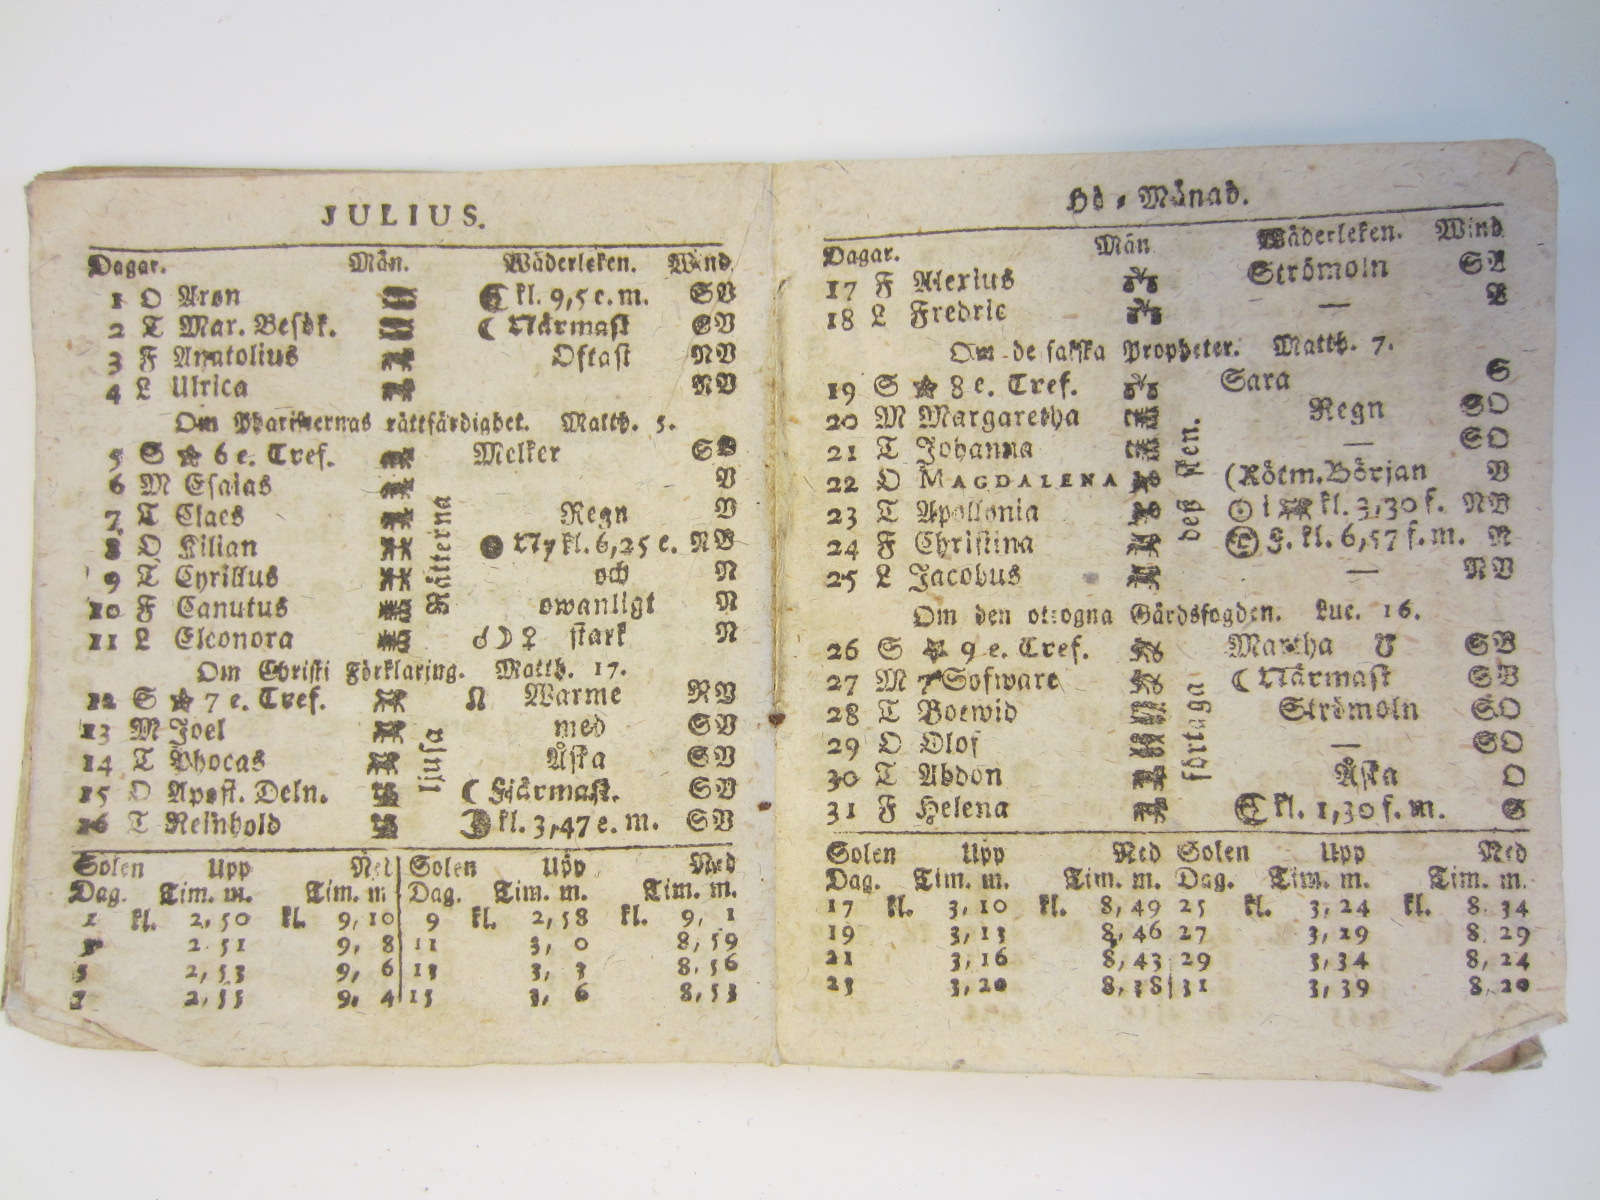 JULIUS.
Dagar. Mån. Wäderleken. Wind.
1 O Aron kl. 9,5 e. m. SV
2 T Mar. Besök. ☾ Närmast SV
3 F Anatolius Oftast NV
4 L Ulrica NV
Om Phariseernas rättfärdighet. Matth. 5.
5 S ☆ 6 e. Tref. Melker
6 M Esaias V
7 T Claes Regn V
8 O Kilian ● Ny kl. 6,25 e. NV
9 T Cyrillus och N
10 F Canutus owanligt N
11 L Eleonora ☌☽♀ stark N
Nätterna
Om Christi Förklaring. Matth. 17.
12 S ☆ 7 e. Tref. ☊ Warme NV
13 M Joel med SV
14 T Phocas Åska SV
15 O Apost. Deln. ☾ Fjärmast. SV
16 T Reinhold ☽ kl. 3,47 e. m. SV
ljusa
Solen Upp Ned Solen Upp Ned
Dag. Tim. m. Tim. m Dag. Tim. m. Tim. m.
1 kl. 2,50 kl. 9,10 9 kl. 2,58 kl. 9, 1
3 2 51 9, 8 11 3, 0 8,59
5 2,53 9, 6 13 3, 3 8,56
7 2,55 9, 4 15 3, 6 8,53
Hö-Månad.
Dagar. Mån Wäderleken. Wind
17 F Alexius Strömoln
18 L Fredric —
Om de falska Propheter. Matth. 7.
19 S ☆ 8 e. Tref. Sara S
20 M Margaretha Regn SO
21 T Johanna — SO
22 O MAGDALENA (Rötm. Början V
23 T Apollonia ☉ i kl. 3,30 f. NV
24 F Christina F. kl. 6,57 f. m. N
25 L Jacobus — NV
deß sken.
Om den otrogna Gårdsfogden. Luc. 16.
26 S ☆ 9 e. Tref. Martha ☋ SV
27 M 7 Sofware ☾ Närmast SV
28 T Botwid Strömoln SO
29 O Olof — SO
30 T Abdon Åska O
31 F Helena kl. 1,30 f. m. S
förtaga
Solen Upp Ned Solen Upp Ned
Dag. Tim. m. Tim. m. Dag. Tim. m. Tim. m.
17 kl. 3,10 kl. 8,49 25 kl. 3,24 kl. 8 34
19 3,13 8,46 27 3,29 8 29
21 3,16 8,43 29 3,34 8,24
23 3,20 8,38 31 3,39 8,20